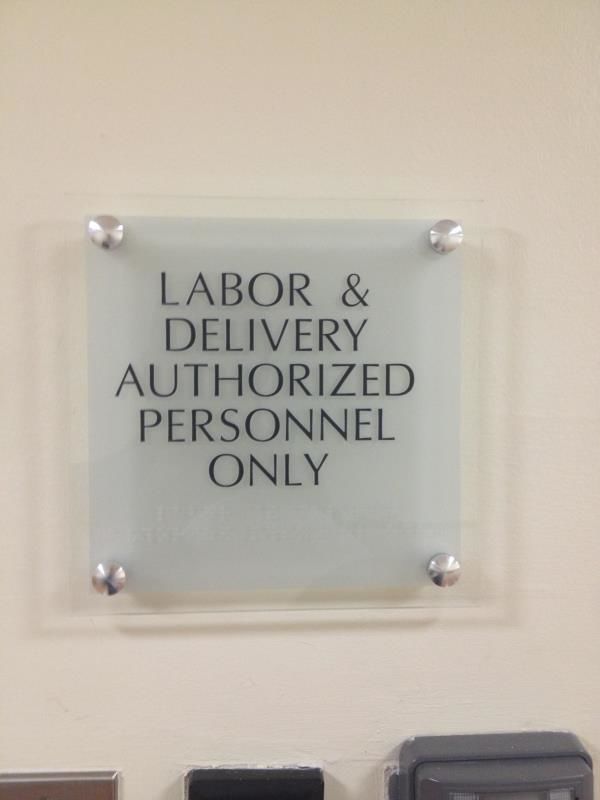 LABOR &
DELIVERY
AUTHORIZED
PERSONNEL
ONLY